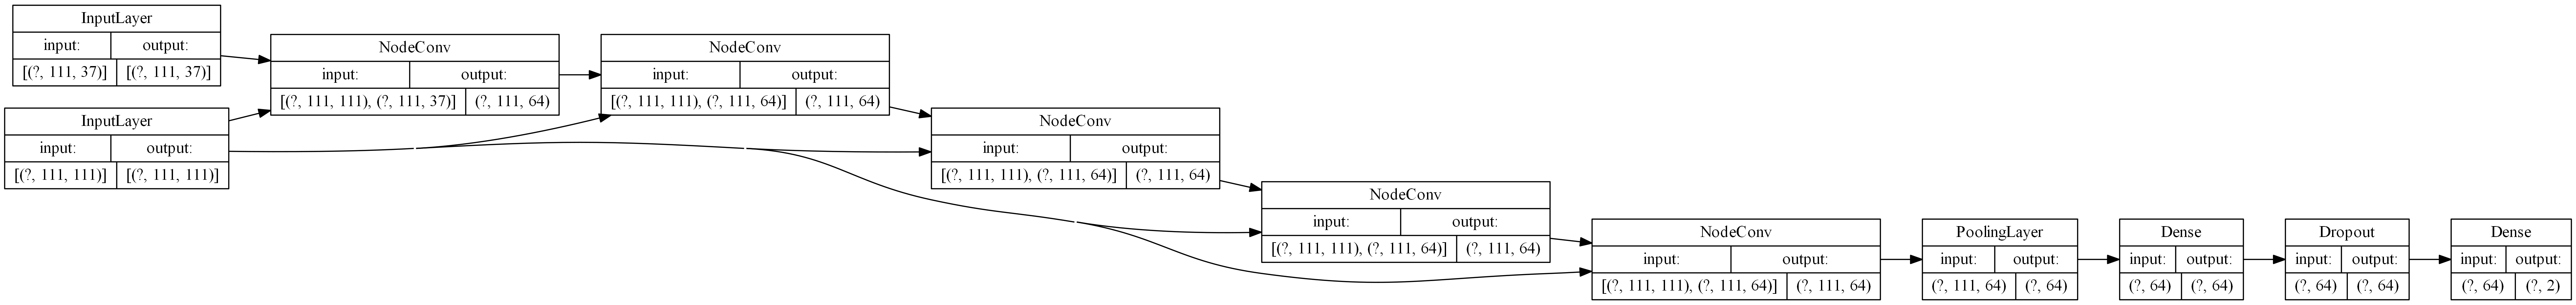 InputLayer
input: output:
[(?, 111, 37)] [(?, 111, 37)]
InputLayer
input: output:
[(?, 111, 111)] [(?, 111, 111)]
NodeConv
input: output:
[(?, 111, 111), (?, 111, 37)] (?, 111, 64)
NodeConv
input: output:
[(?, 111, 111), (?, 111, 64)] (?, 111, 64)
NodeConv
input: output:
[(?, 111, 111), (?, 111, 64)] (?, 111, 64)
NodeConv
input: output:
[(?, 111, 111), (?, 111, 64)] (?, 111, 64)
NodeConv
input: output:
[(?, 111, 111), (?, 111, 64)] (?, 111, 64)
PoolingLayer
input: output:
(?, 111, 64) (?, 64)
Dense
input: output:
(?, 64) (?, 64)
Dropout
input: output:
(?, 64) (?, 64)
Dense
input: output:
(?, 64) (?, 2)